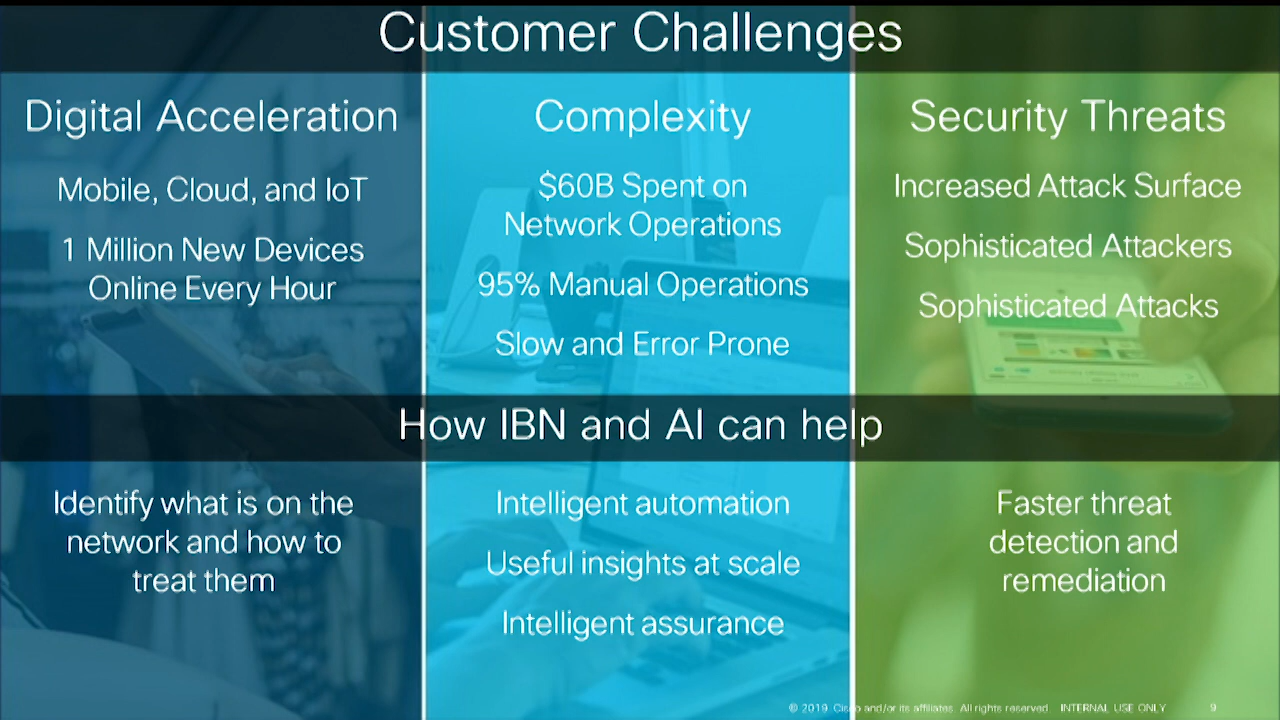 Customer Challenges
Digital Acceleration
Mobile, Cloud, and IoT
1 Million New Devices
Online Every Hour
Complexity
$60B Spent on
Network Operations
95% Manual Operations
Slow and Error Prone
Security Threats
Increased Attack Surface
Sophisticated Attackers
Sophisticated Attacks
How IBN and AI can help
Identify what is on the
network and how to
treat them
Intelligent automation
Useful insights at scale
Intelligent assurance
Faster threat
detection and
remediation
© 2019 Cisco and/or its affiliates. All rights reserved. INTERNAL USE ONLY 9